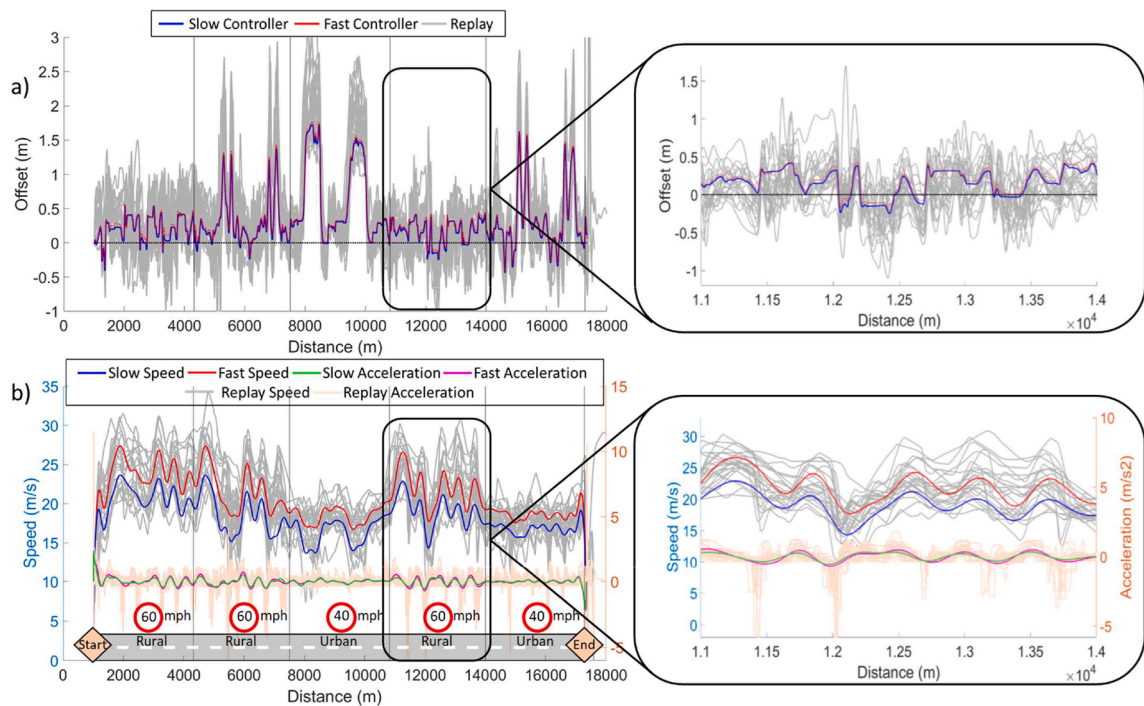 Slow Controller Fast Controller Replay
a)
3
2.5
2
1.5
1
0.5
0
-0.5
-1
Offset (m)
0 2000 4000 6000 8000 10000 12000 14000 16000 18000
Distance (m)
1.5
1
0.5
0
-0.5
-1
Offset (m)
1.1 1.15 1.2 1.25 1.3 1.35 1.4
Distance (m)
×10⁴
b)
Slow Speed Fast Speed Slow Acceleration Fast Acceleration
Replay Speed Replay Acceleration
35
30
25
20
15
10
5
0
Speed (m/s)
15
10
5
0
-5
60 mph 60 mph 40 mph 60 mph 40 mph
Start Rural Rural Urban Rural Urban End
0 2000 4000 6000 8000 10000 12000 14000 16000 18000
Distance (m)
30
25
20
15
10
5
0
Speed (m/s)
10
5
0
-5
Acceleration (m/s2)
1.1 1.15 1.2 1.25 1.3 1.35 1.4
Distance (m)
×10⁴